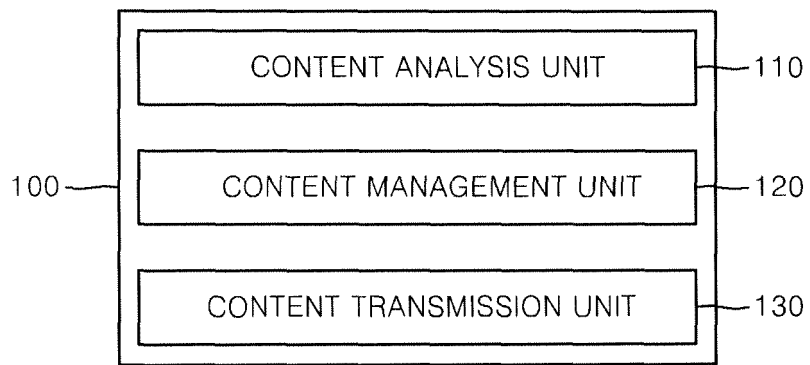 CONTENT ANALYSIS UNIT 110
100 CONTENT MANAGEMENT UNIT 120
CONTENT TRANSMISSION UNIT 130